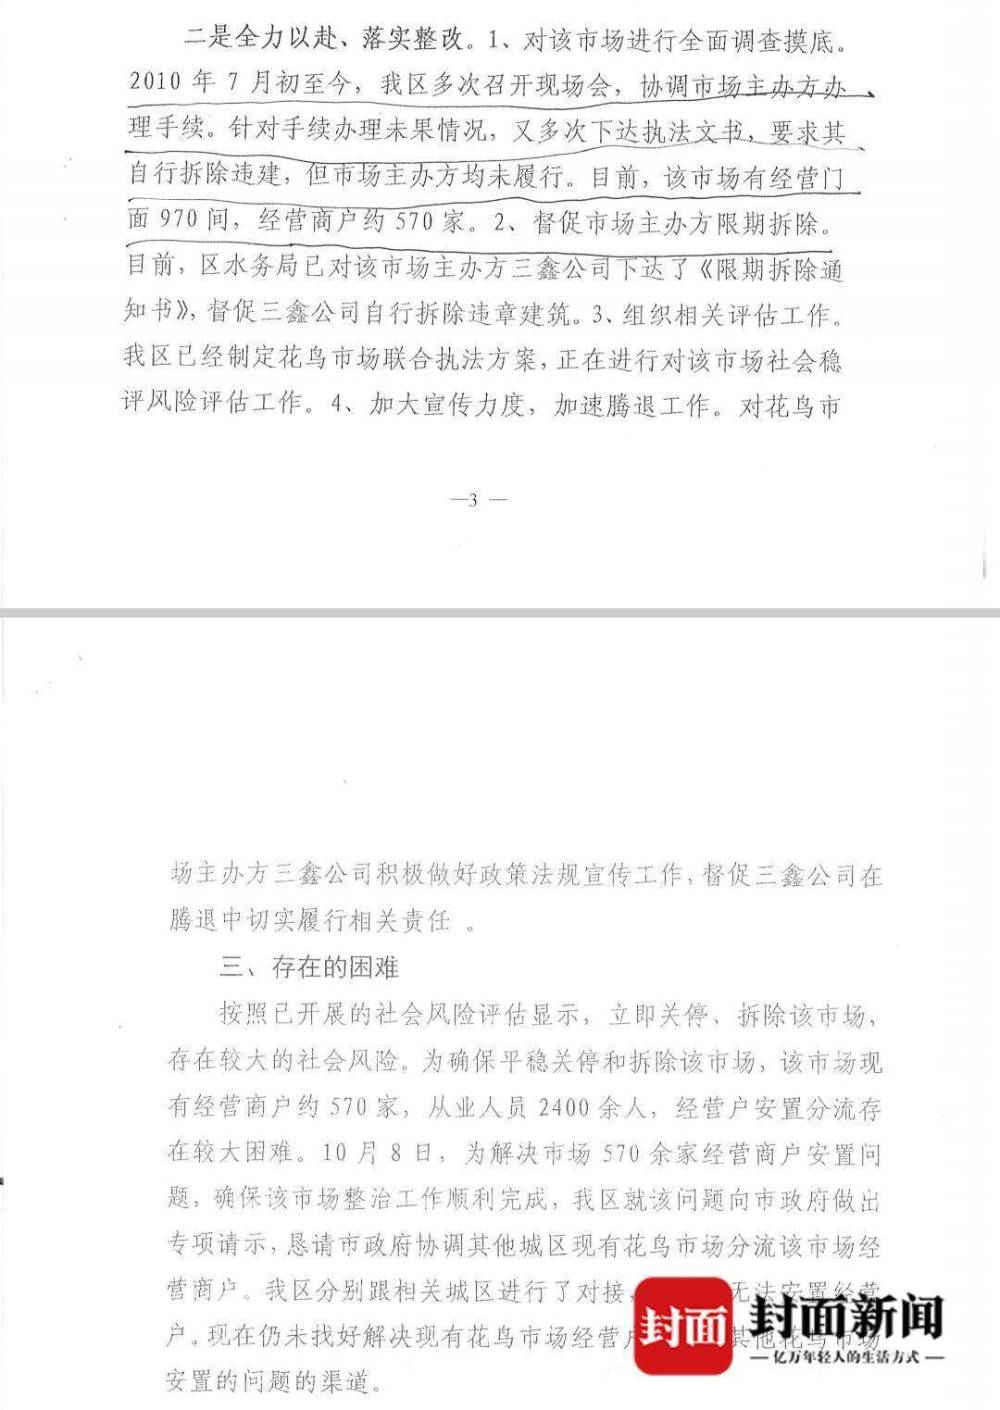 二是全力以赴、落实整改。1、对该市场进行全面调查摸底。
2010 年 7 月初至今，我区多次召开现场会，协调市场主办方办
理手续。针对手续办理未果情况，又多次下达执法文书，要求其
自行拆除违建，但市场主办方均未履行。目前，该市场有经营门
面 970 间，经营商户约 570 家。2、督促市场主办方限期拆除。
目前，区水务局已对该市场主办方三鑫公司下达了《限期拆除通
知书》，督促三鑫公司自行拆除违章建筑。3、组织相关评估工作。
我区已经制定花鸟市场联合执法方案，正在进行对该市场社会稳
评风险评估工作。4、加大宣传力度，加速腾退工作。对花鸟市
—3 —
场主办方三鑫公司积极做好政策法规宣传工作，督促三鑫公司在
腾退中切实履行相关责任 。
三、存在的困难
按照已开展的社会风险评估显示，立即关停、拆除该市场，
存在较大的社会风险。为确保平稳关停和拆除该市场，该市场现
有经营商户约 570 家，从业人员 2400 余人，经营户安置分流存
在较大困难。10 月 8 日，为解决市场 570 余家经营商户安置问
题，确保该市场整治工作顺利完成，我区就该问题向市政府做出
专项请示，恳请市政府协调其他城区现有花鸟市场分流该市场经
营商户。我区分别跟相关城区进行了对接，无法安置经营
户。现在仍未找好解决现有花鸟市场经营户其他花鸟市场
安置的问题的渠道。
封面
封面新闻
亿万年轻人的生活方式